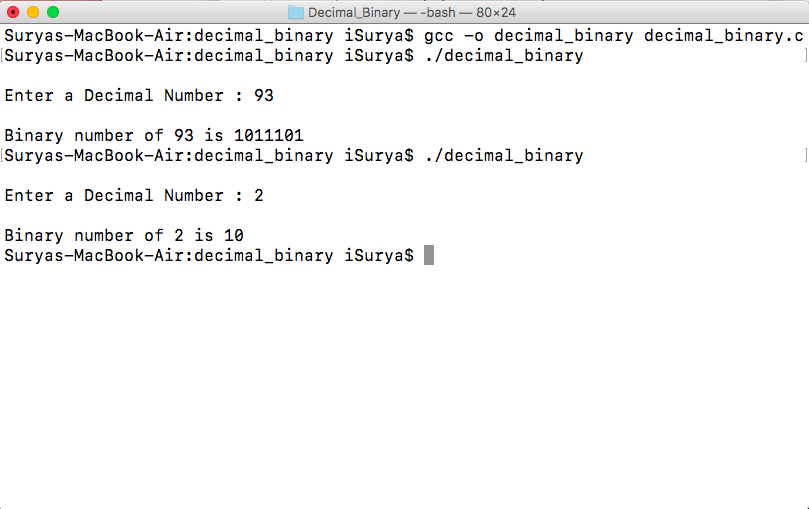 Decimal_Binary — -bash — 80×24
Suryas-MacBook-Air:decimal_binary iSurya$ gcc -o decimal_binary decimal_binary.c
[Suryas-MacBook-Air:decimal_binary iSurya$ ./decimal_binary ]
Enter a Decimal Number : 93
Binary number of 93 is 1011101
[Suryas-MacBook-Air:decimal_binary iSurya$ ./decimal_binary ]
Enter a Decimal Number : 2
Binary number of 2 is 10
Suryas-MacBook-Air:decimal_binary iSurya$